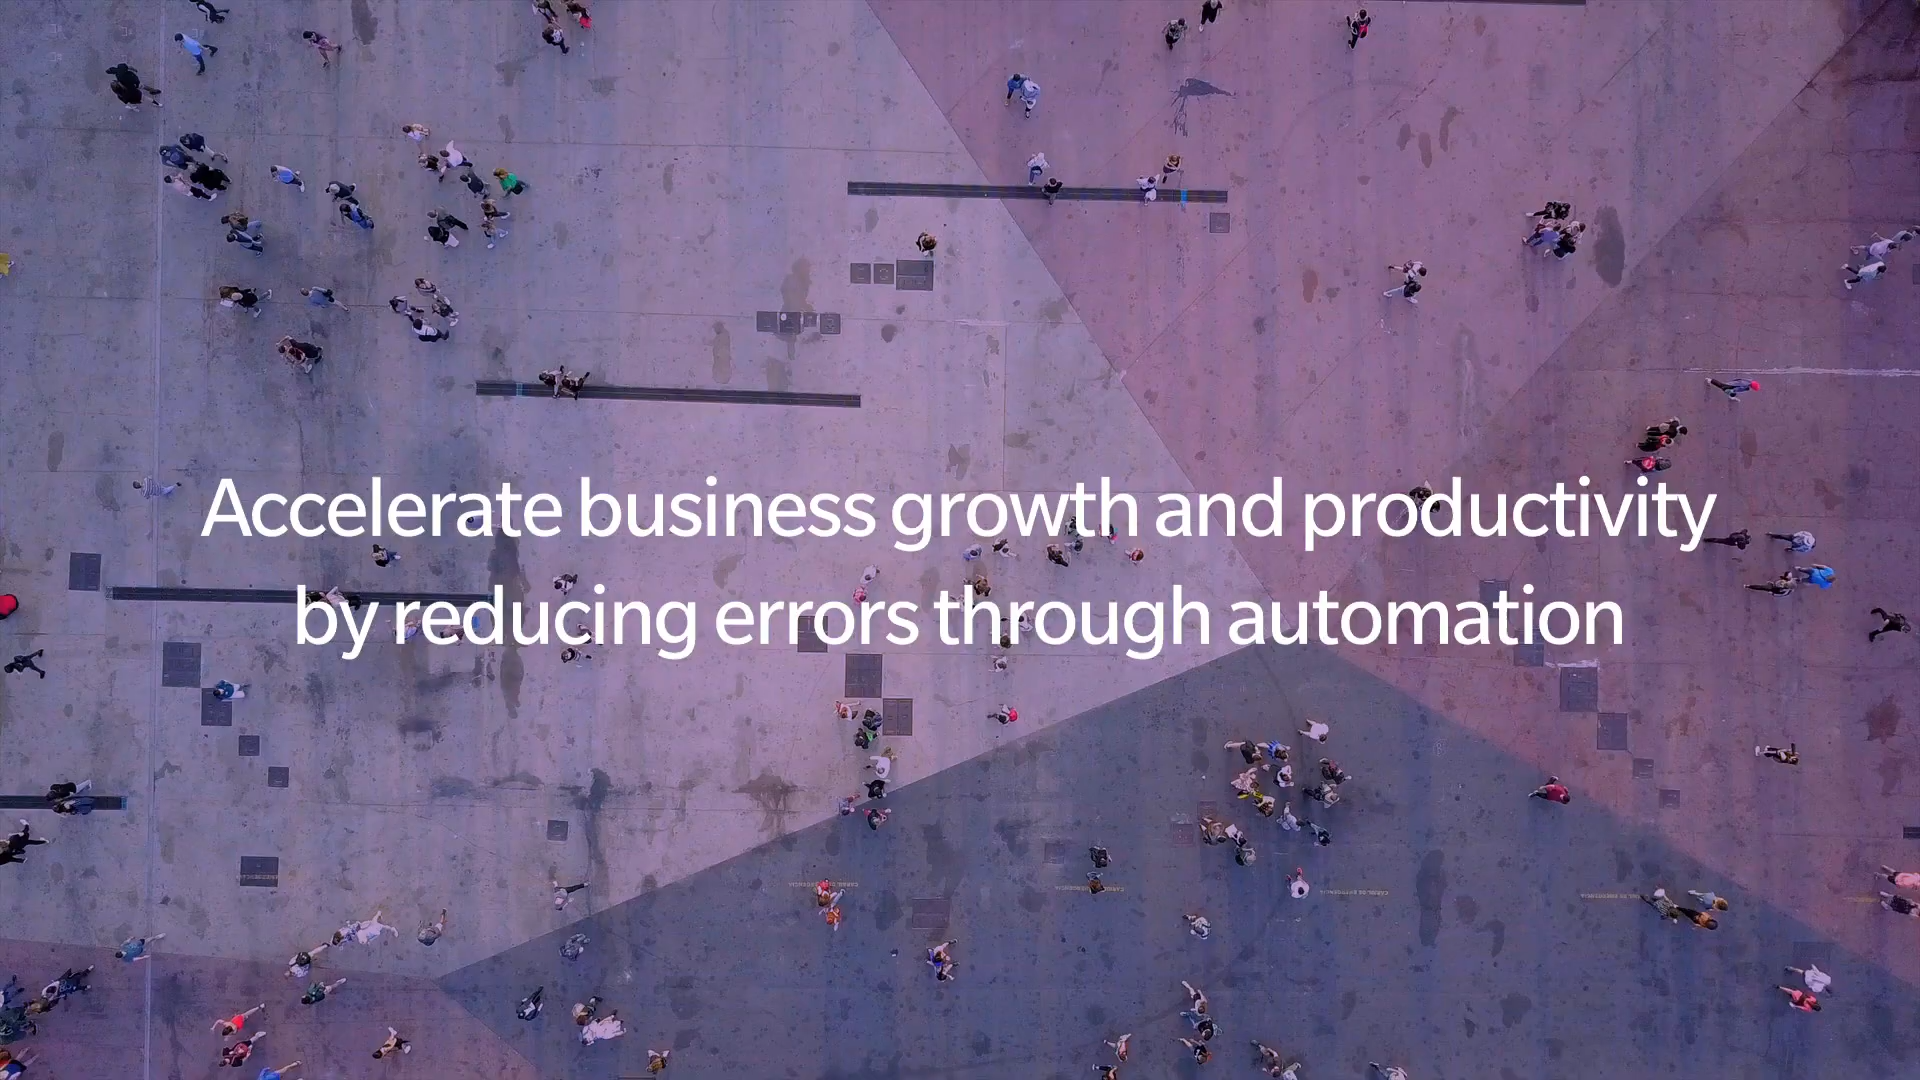 Accelerate business growth and productivity
by reducing errors through automation